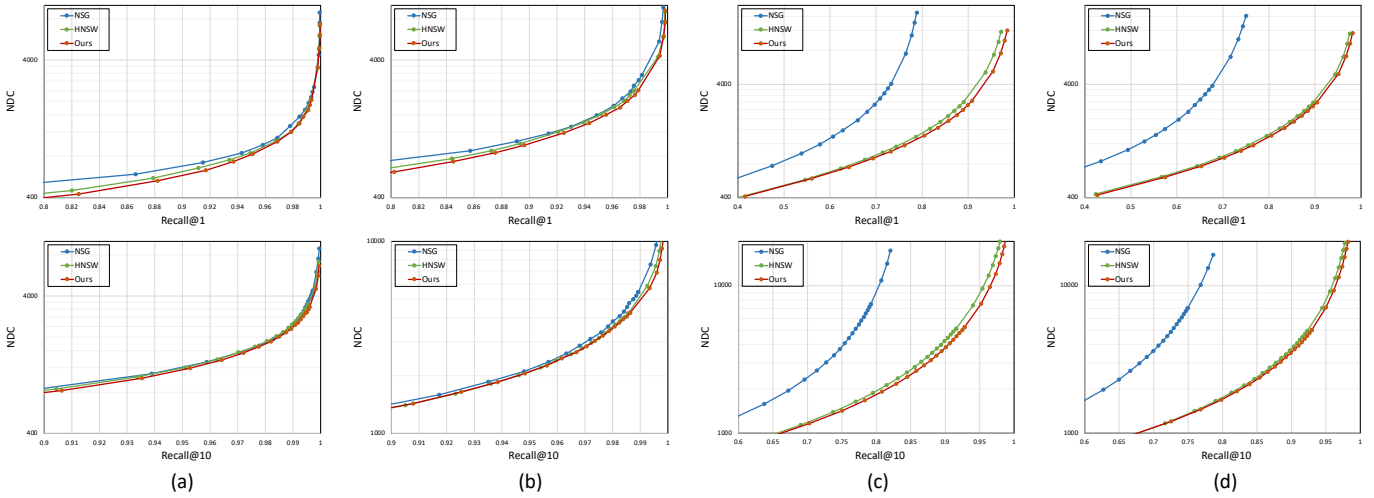 NSG
HNSW
Ours
NDC
4000
400
0.8 0.82 0.84 0.86 0.88 0.9 0.92 0.94 0.96 0.98 1
Recall@1
NSG
HNSW
Ours
NDC
4000
400
0.8 0.82 0.84 0.86 0.88 0.9 0.92 0.94 0.96 0.98 1
Recall@1
NSG
HNSW
Ours
NDC
4000
400
0.4 0.5 0.6 0.7 0.8 0.9 1
Recall@1
NSG
HNSW
Ours
NDC
4000
400
0.4 0.5 0.6 0.7 0.8 0.9 1
Recall@1
NSG
HNSW
Ours
NDC
4000
400
0.9 0.91 0.92 0.93 0.94 0.95 0.96 0.97 0.98 0.99 1
Recall@10
(a)
NSG
HNSW
Ours
NDC
10000
1000
0.9 0.91 0.92 0.93 0.94 0.95 0.96 0.97 0.98 0.99 1
Recall@10
(b)
NSG
HNSW
Ours
NDC
10000
1000
0.6 0.65 0.7 0.75 0.8 0.85 0.9 0.95 1
Recall@10
(c)
NSG
HNSW
Ours
NDC
10000
1000
0.6 0.65 0.7 0.75 0.8 0.85 0.9 0.95 1
Recall@10
(d)